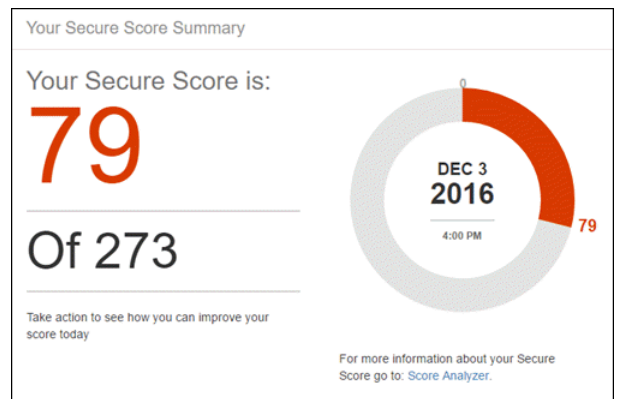 Your Secure Score Summary
Your Secure Score is:
79
Of 273
Take action to see how you can improve your
score today
0
DEC 3
2016
4:00 PM
79
For more information about your Secure
Score go to: Score Analyzer.